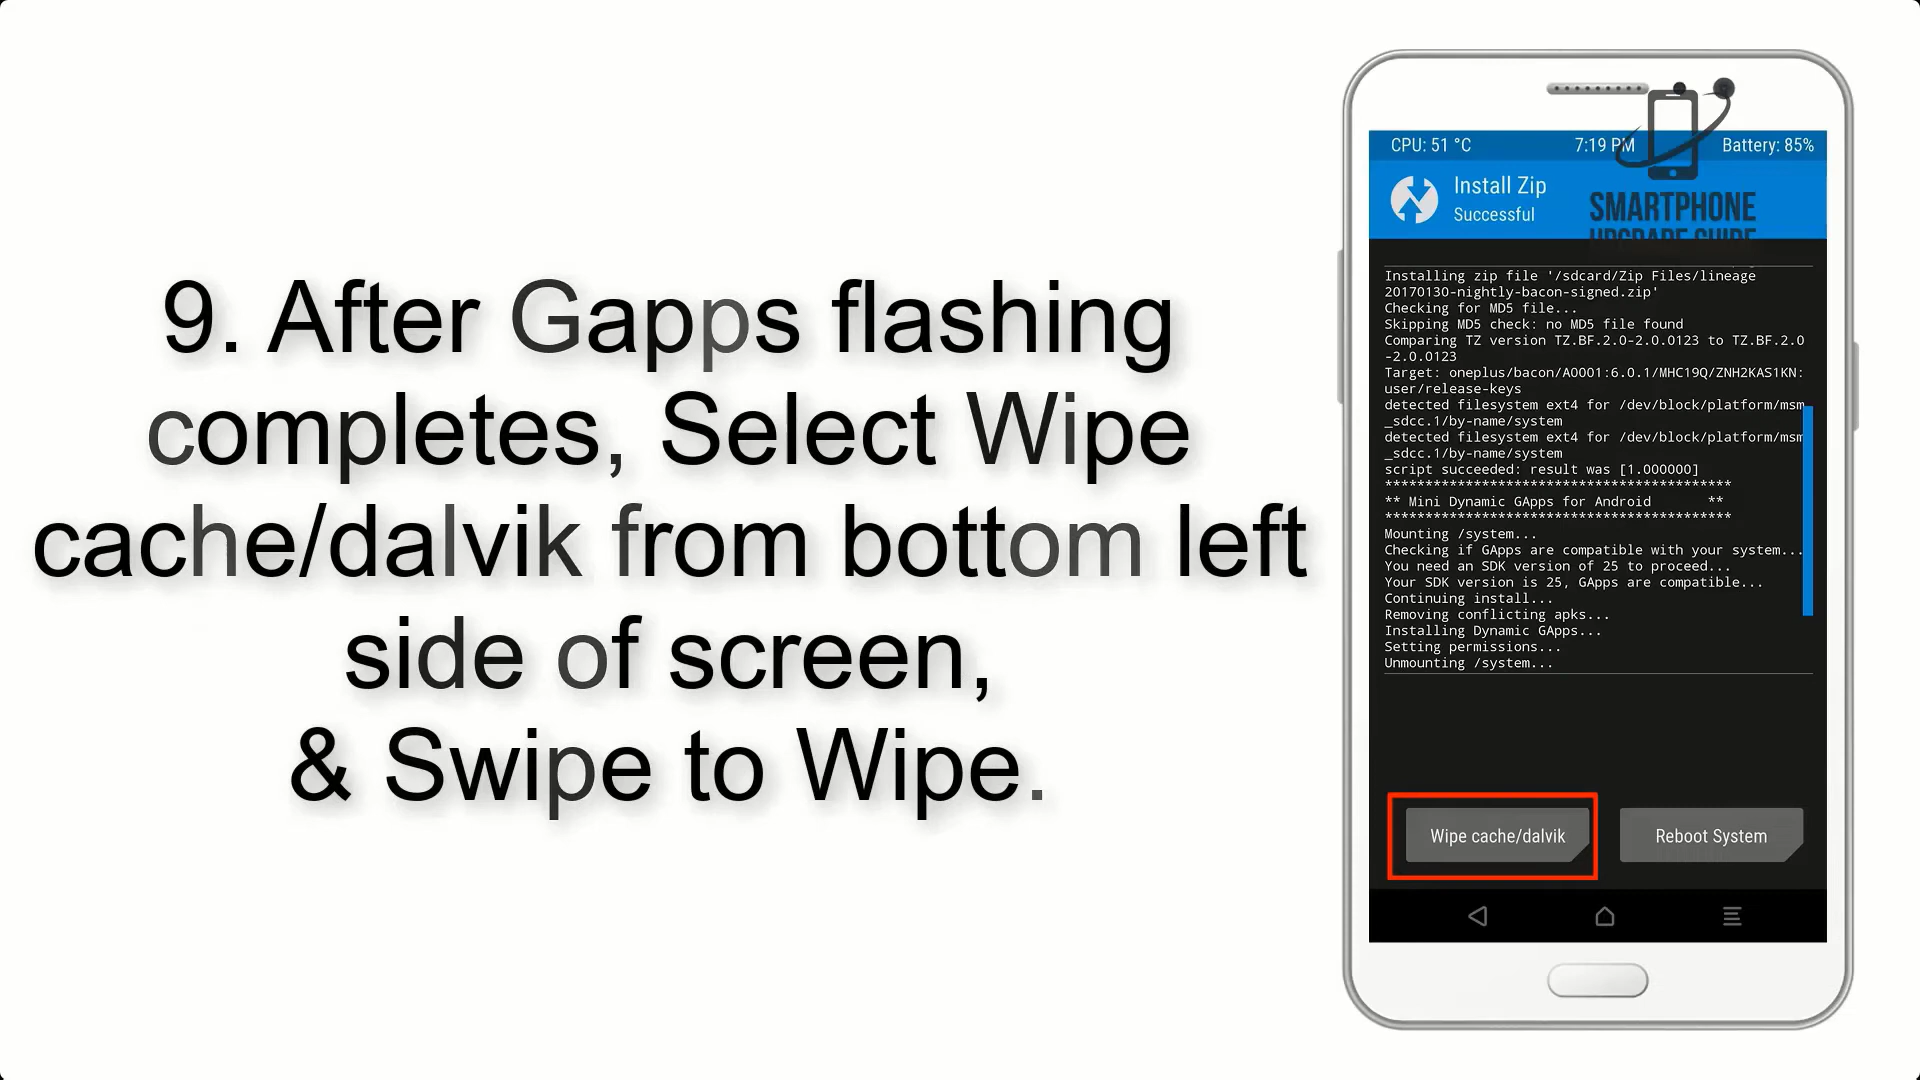 9. After Gapps flashing
completes, Select Wipe
cache/dalvik from bottom left
side of screen,
& Swipe to Wipe.
CPU: 51 °C 7:19 PM Battery: 85%
Install Zip
Successful
SMARTPHONE
UPGRADE GUIDE
Installing zip file '/sdcard/Zip Files/lineage
20170130-nightly-bacon-signed.zip'
Checking for MD5 file...
Skipping MD5 check: no MD5 file found
Comparing TZ version TZ.BF.2.0-2.0.0123 to TZ.BF.2.0
-2.0.0123
Target: oneplus/bacon/A0001:6.0.1/MHC19Q/ZNH2KAS1KN:
user/release-keys
detected filesystem ext4 for /dev/block/platform/msm
_sdcc.1/by-name/system
detected filesystem ext4 for /dev/block/platform/msm
_sdcc.1/by-name/system
script succeeded: result was [1.000000]
*******************************************
** Mini Dynamic GApps for Android **
*******************************************
Mounting /system...
Checking if GApps are compatible with your system...
You need an SDK version of 25 to proceed...
Your SDK version is 25, GApps are compatible...
Continuing install...
Removing conflicting apks...
Installing Dynamic GApps...
Setting permissions...
Unmounting /system...
Wipe cache/dalvik Reboot System